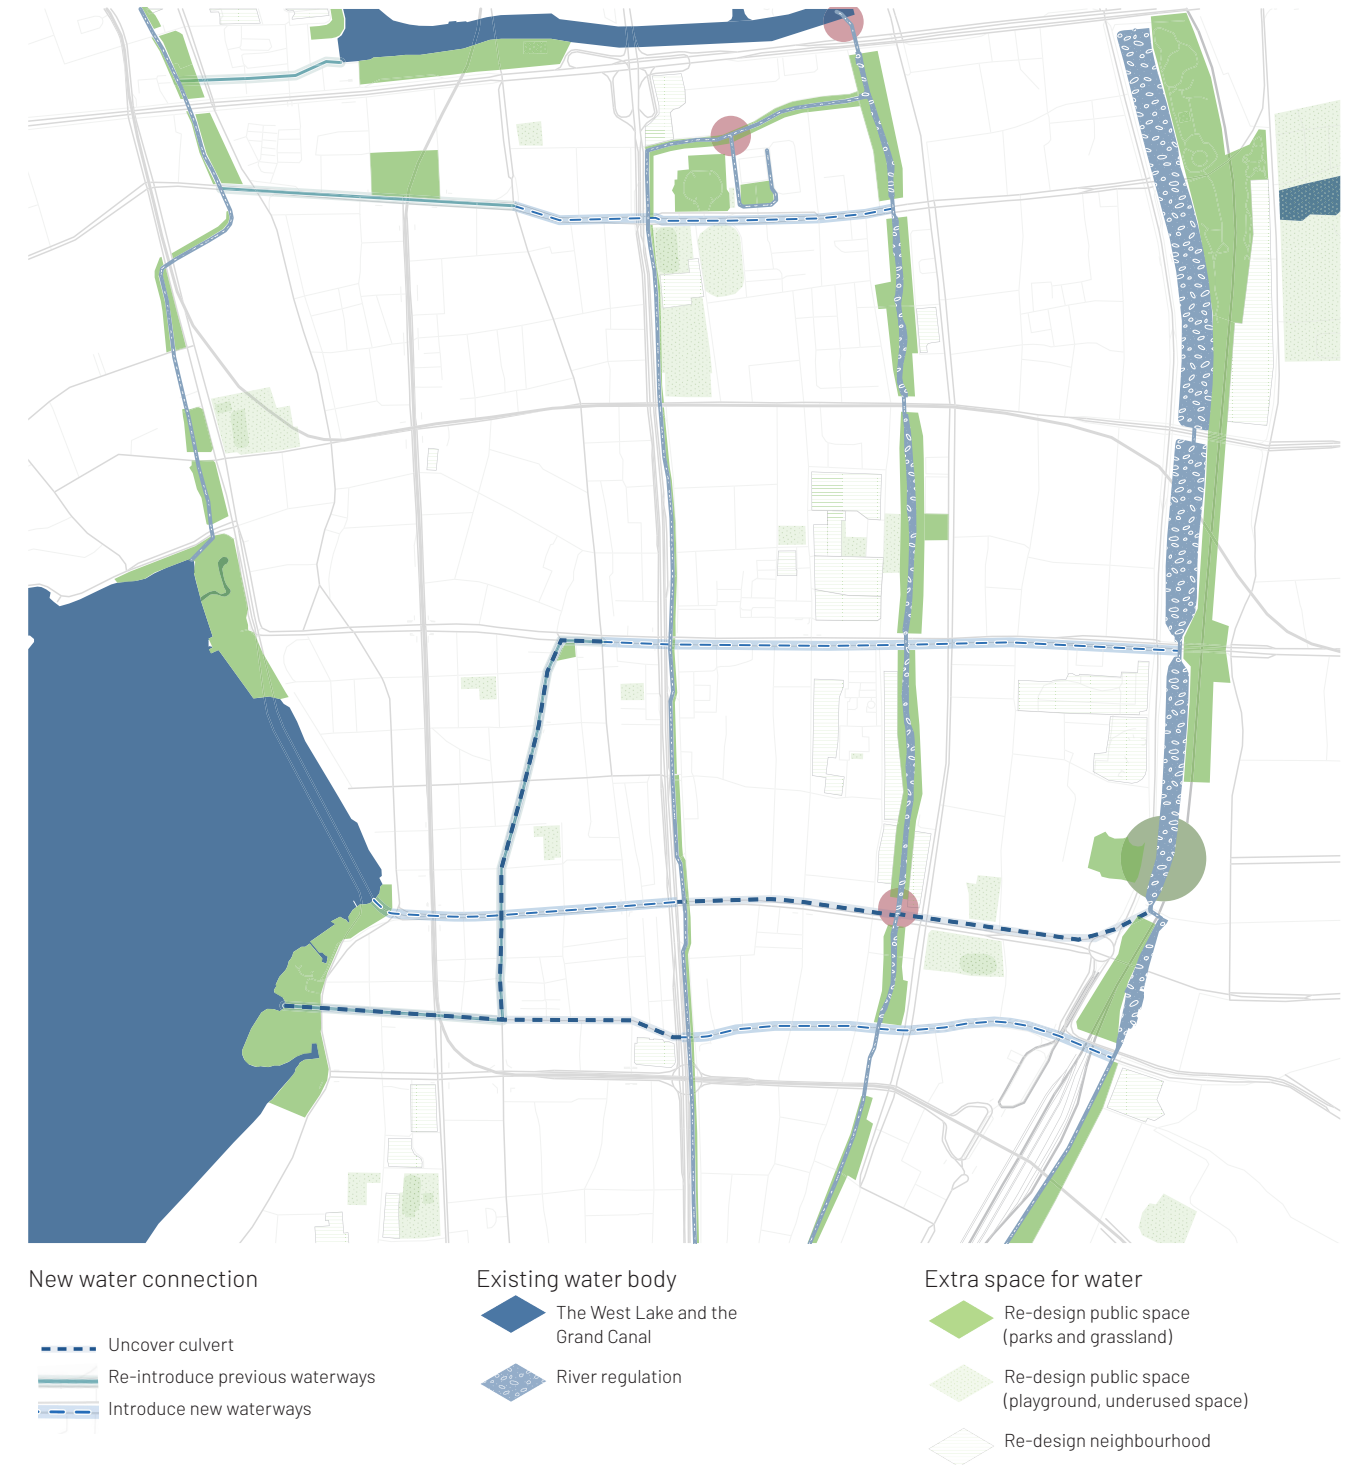 New water connection
Uncover culvert
Re-introduce previous waterways
Introduce new waterways
Existing water body
The West Lake and the
Grand Canal
River regulation
Extra space for water
Re-design public space
(parks and grassland)
Re-design public space
(playground, underused space)
Re-design neighbourhood